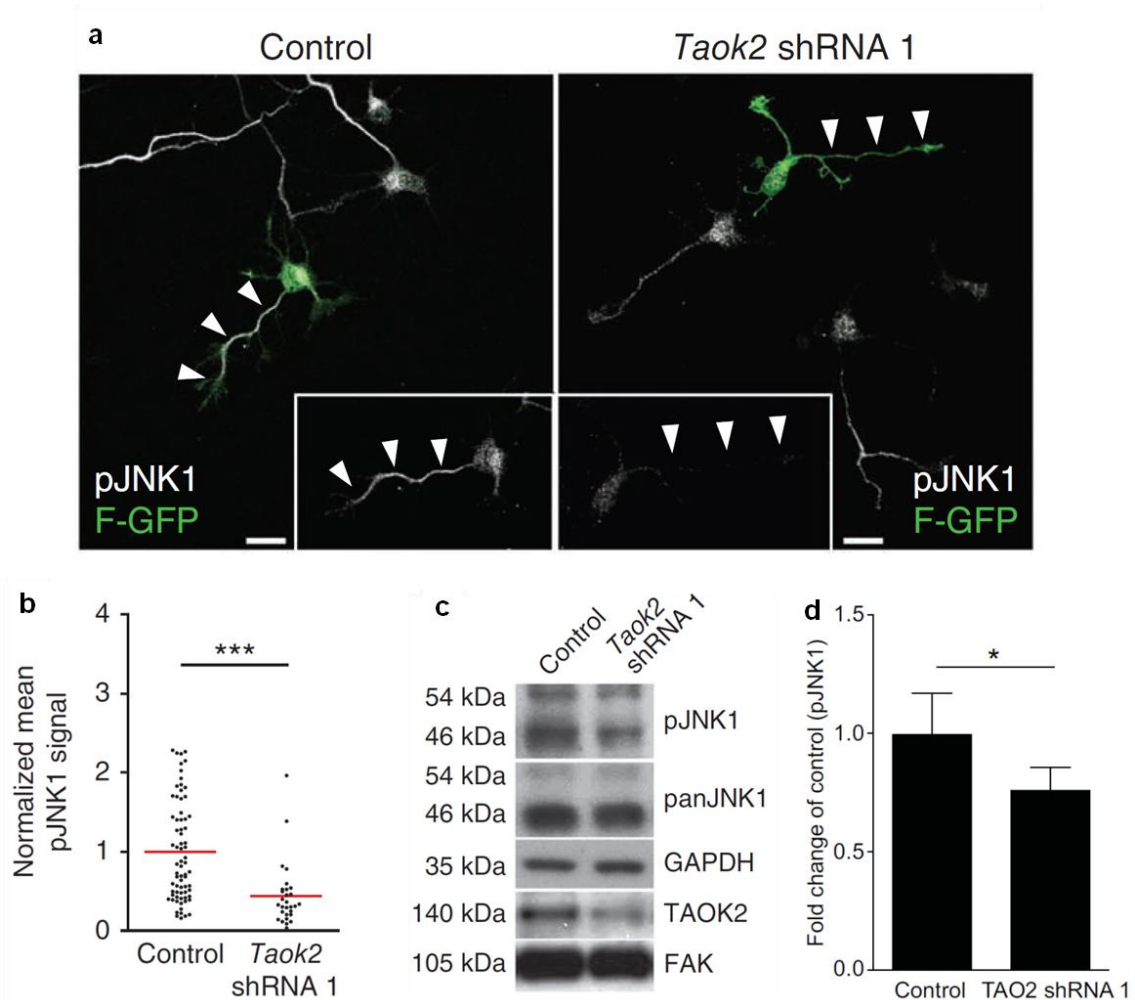 a
Control
Taok2 shRNA 1
pJNK1
F-GFP
pJNK1
F-GFP
b
Normalized mean
pJNK1 signal
4
3
2
1
0
***
Control
Taok2
shRNA 1
c
Control
Taok2
shRNA 1
54 kDa
46 kDa
pJNK1
54 kDa
46 kDa
panJNK1
35 kDa
GAPDH
140 kDa
TAOK2
105 kDa
FAK
d
Fold change of control (pJNK1)
1.5
1.0
0.5
0.0
*
Control
TAO2 shRNA 1